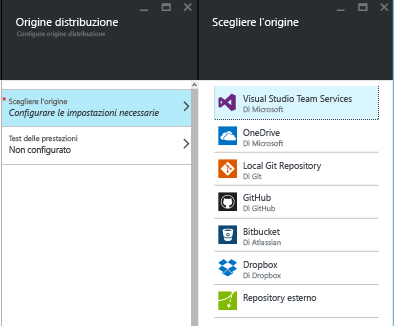 Origine distribuzione
Configura origine distribuzione
* Scegliere l'origine
Configurare le impostazioni necessarie
Test delle prestazioni
Non configurato
Scegliere l'origine
Visual Studio Team Services
Di Microsoft
OneDrive
Di Microsoft
Local Git Repository
Di Git
GitHub
Di GitHub
Bitbucket
Di Atlassian
Dropbox
Di Dropbox
Repository esterno